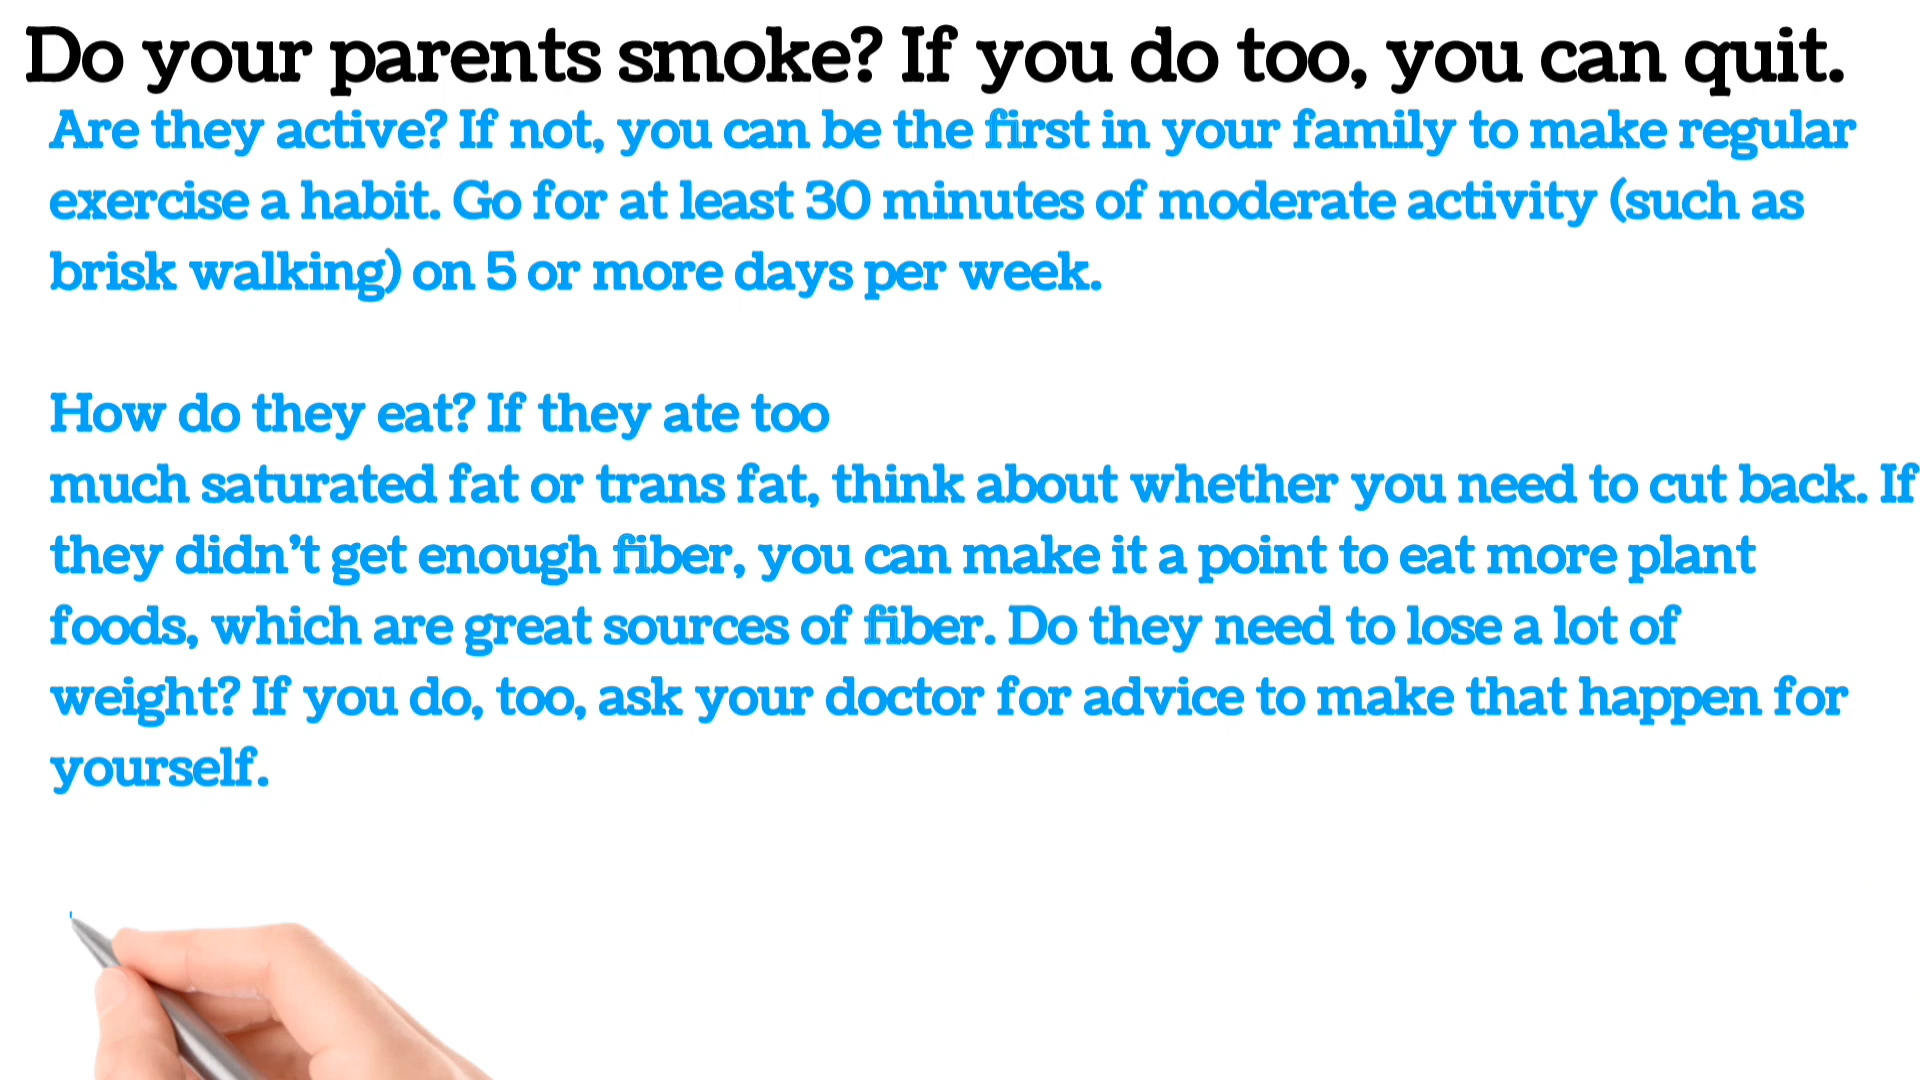 Do your parents smoke? If you do too, you can quit.
Are they active? If not, you can be the first in your family to make regular
exercise a habit. Go for at least 30 minutes of moderate activity (such as
brisk walking) on 5 or more days per week.
How do they eat? If they ate too
much saturated fat or trans fat, think about whether you need to cut back. If
they didn’t get enough fiber, you can make it a point to eat more plant
foods, which are great sources of fiber. Do they need to lose a lot of
weight? If you do, too, ask your doctor for advice to make that happen for
yourself.